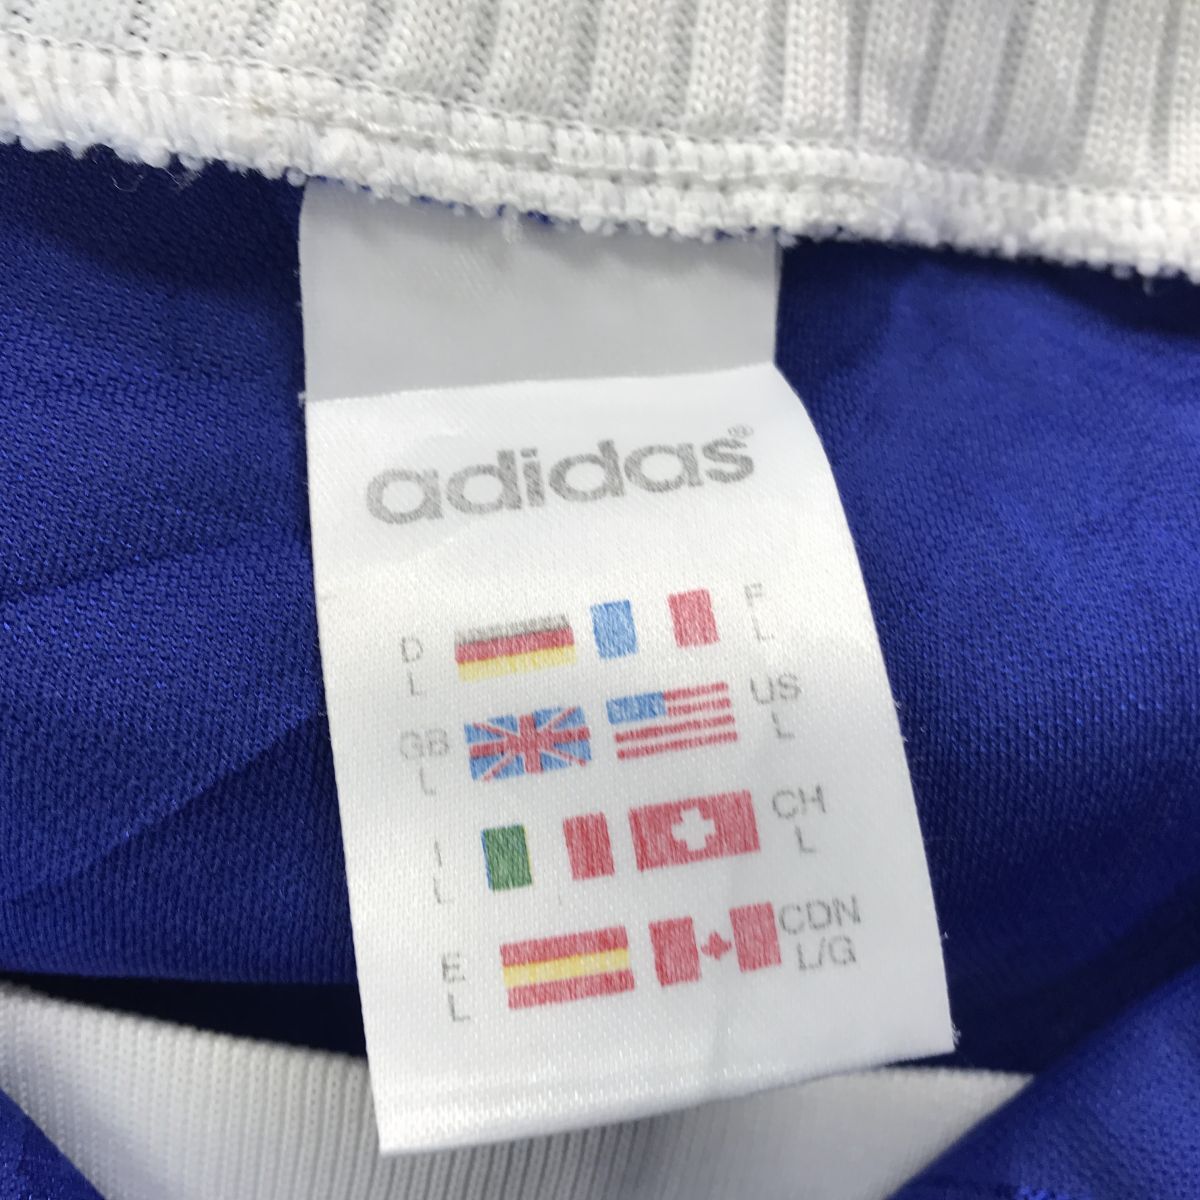 adidas®
D F
L L
GB US
L L
I CH
L L
E CDN
L L/G